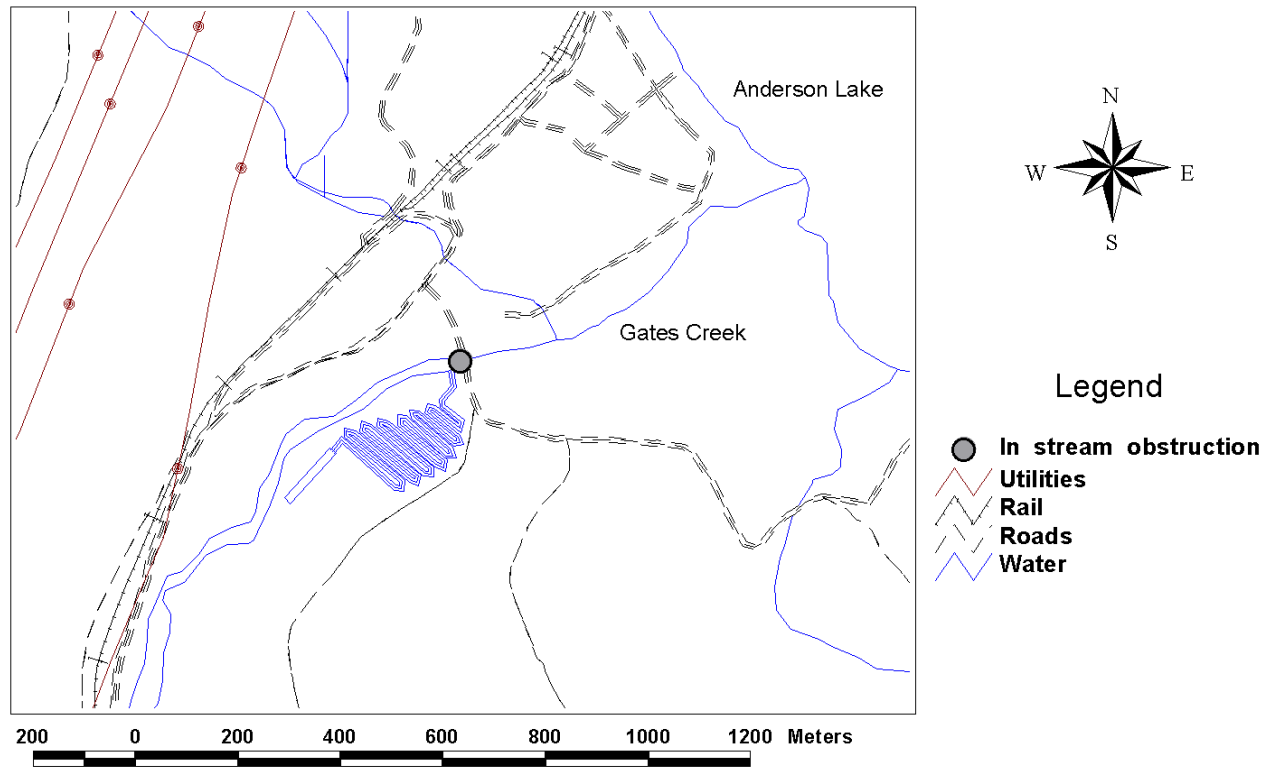 Anderson Lake
N
W E
S
Gates Creek
Legend
In stream obstruction
Utilities
Rail
Roads
Water
200 0 200 400 600 800 1000 1200 Meters